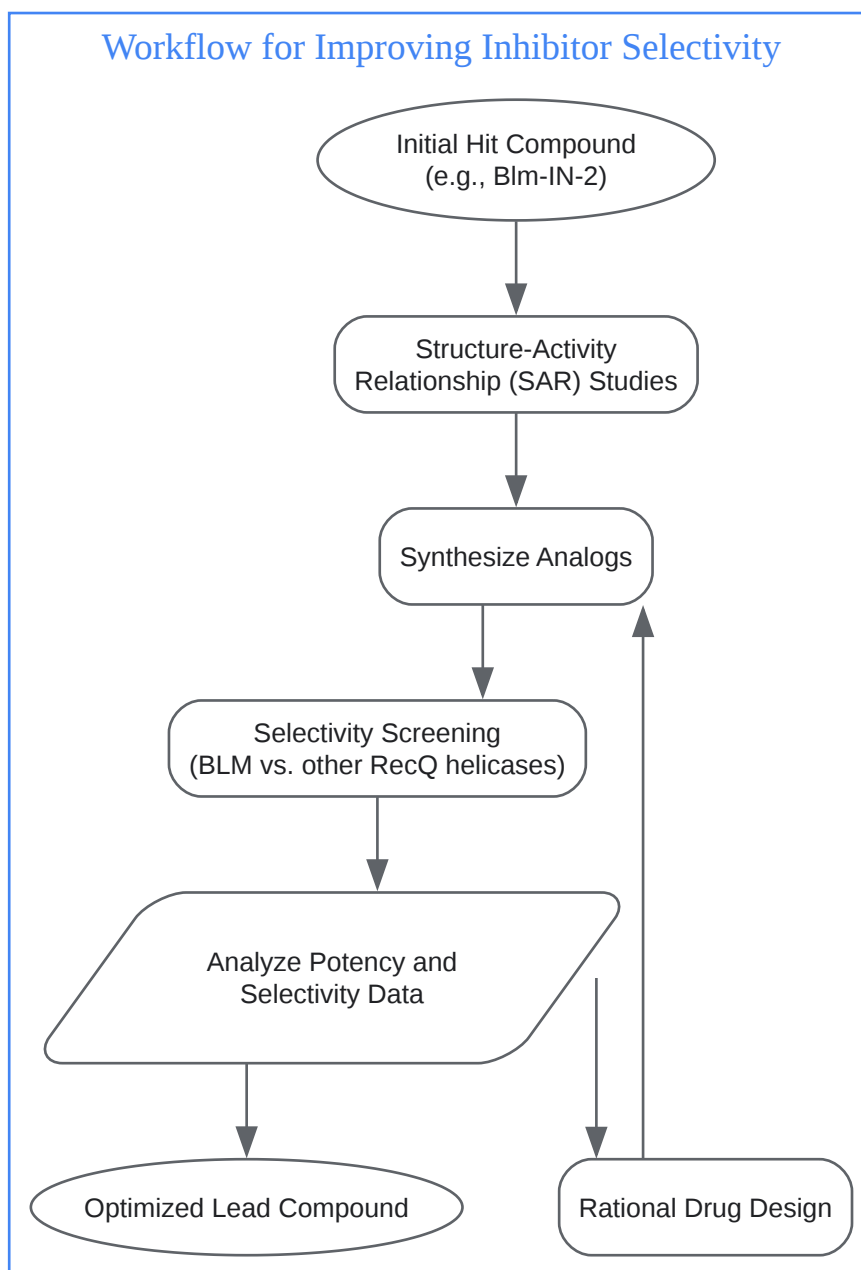 Workflow for Improving Inhibitor Selectivity
Initial Hit Compound
(e.g., Blm-IN-2)
Structure-Activity
Relationship (SAR) Studies
Synthesize Analogs
Selectivity Screening
(BLM vs. other RecQ helicases)
Analyze Potency and
Selectivity Data
Optimized Lead Compound
Rational Drug Design